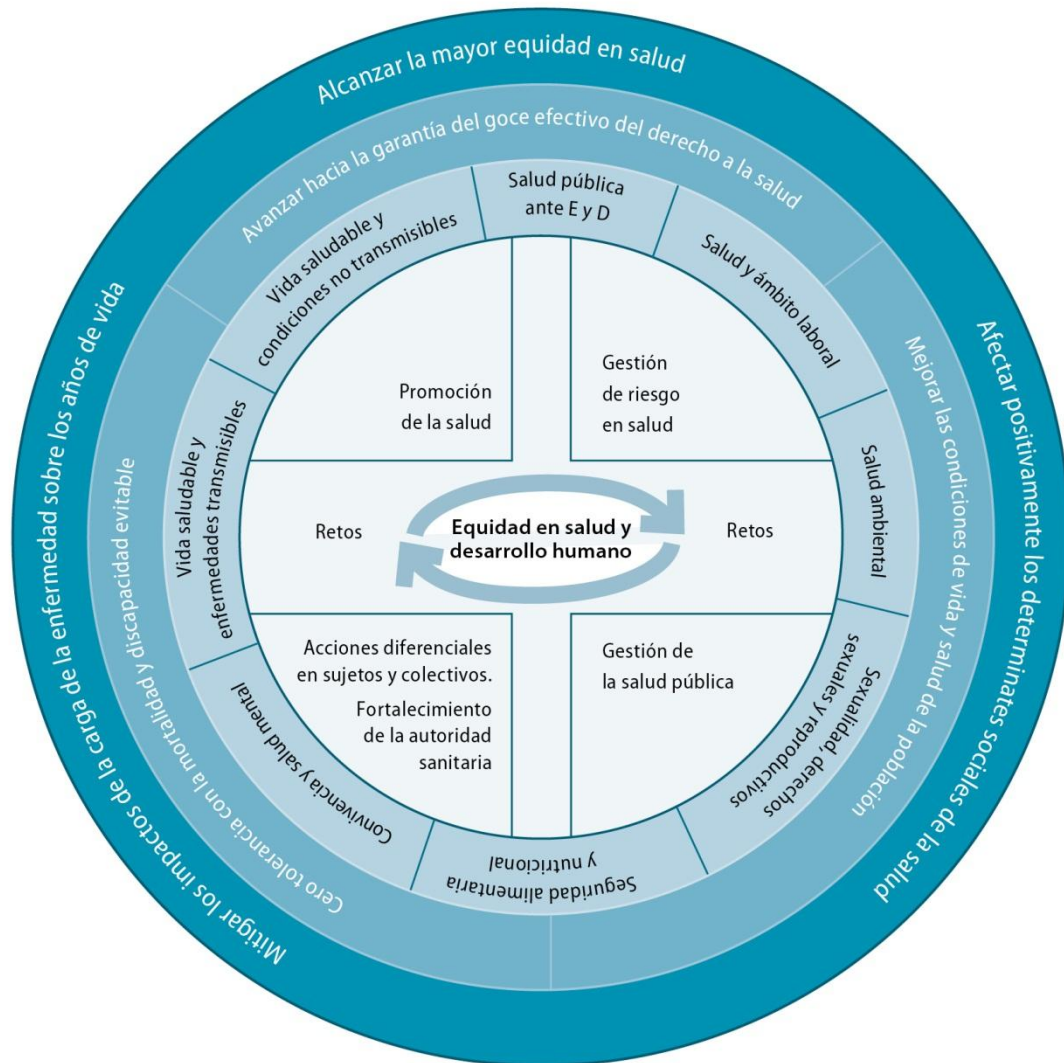 Alcanzar la mayor equidad en salud
Afectar positivamente los determinates sociales de la salud
Mitigar los impactos de la carga de la enfermedad sobre los años de vida
Avanzar hacia la garantía del goce efectivo del derecho a la salud
Mejorar las condiciones de vida y salud de la población
Cero tolerancia con la mortalidad y discapacidad evitable
Salud pública
ante E y D
Salud y ámbito laboral
Salud ambiental
Sexualidad, derechos
sexuales y reproductivos
Seguridad alimentaria
y nutricional
Convivencia y salud mental
Vida saludable y
enfermedades transmisibles
Vida saludable y
condiciones no transmisibles
Promoción
de la salud
Gestión
de riesgo
en salud
Retos
Equidad en salud y
desarrollo humano
Retos
Acciones diferenciales
en sujetos y colectivos.
Fortalecimiento
de la autoridad
sanitaria
Gestión de
la salud pública